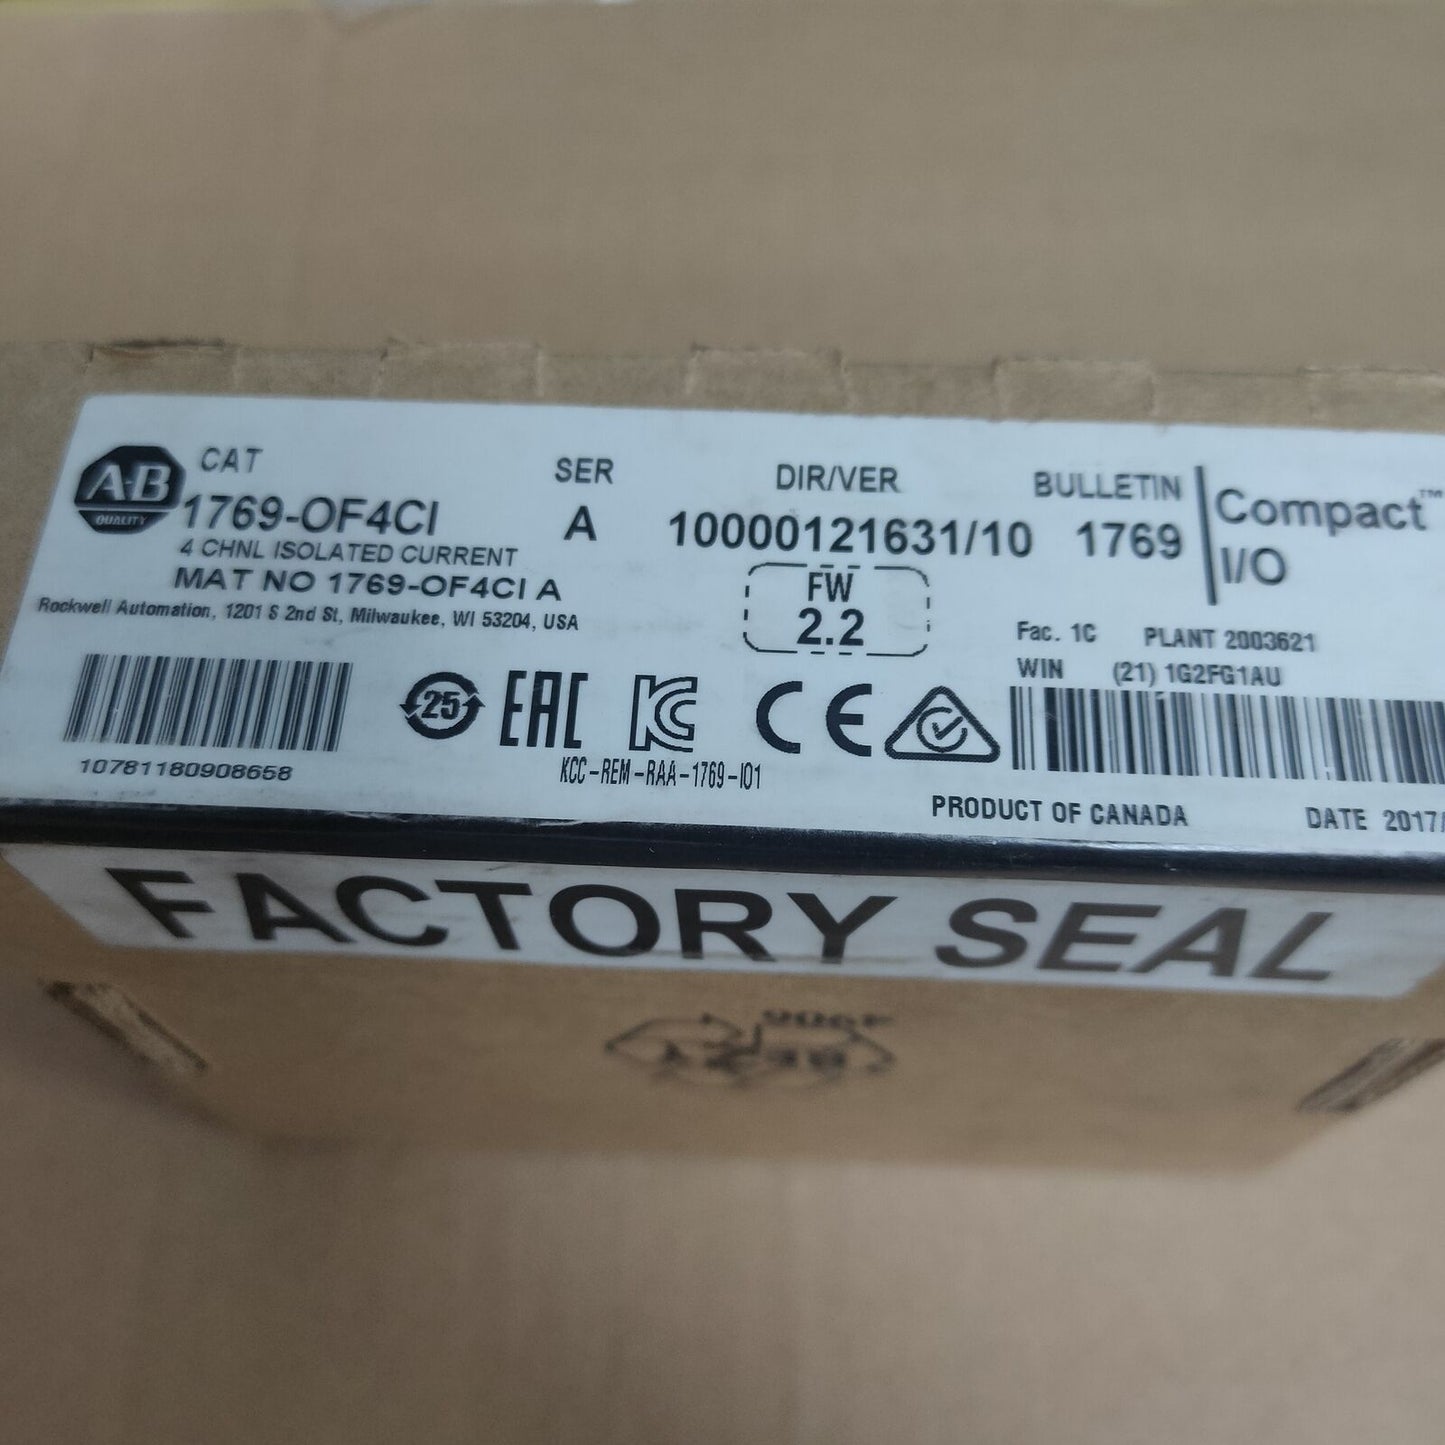 A-B
QUALITY
CAT
1769-OF4CI
4 CHNL ISOLATED CURRENT
MAT NO 1769-OF4CI A
Rockwell Automation, 1201 S 2nd St, Milwaukee, WI 53204, USA
SER
A
DIR/VER
10000121631/10
FW
2.2
BULLETIN
1769
Compact™
I/O
Fac. 1C PLANT 2003621
WIN (21) 1G2FG1AU
10781180908658
25
EAC
KC
KCC-REM-RAA-1769-I01
CE
PRODUCT OF CANADA
DATE 2017/
FACTORY SEAL